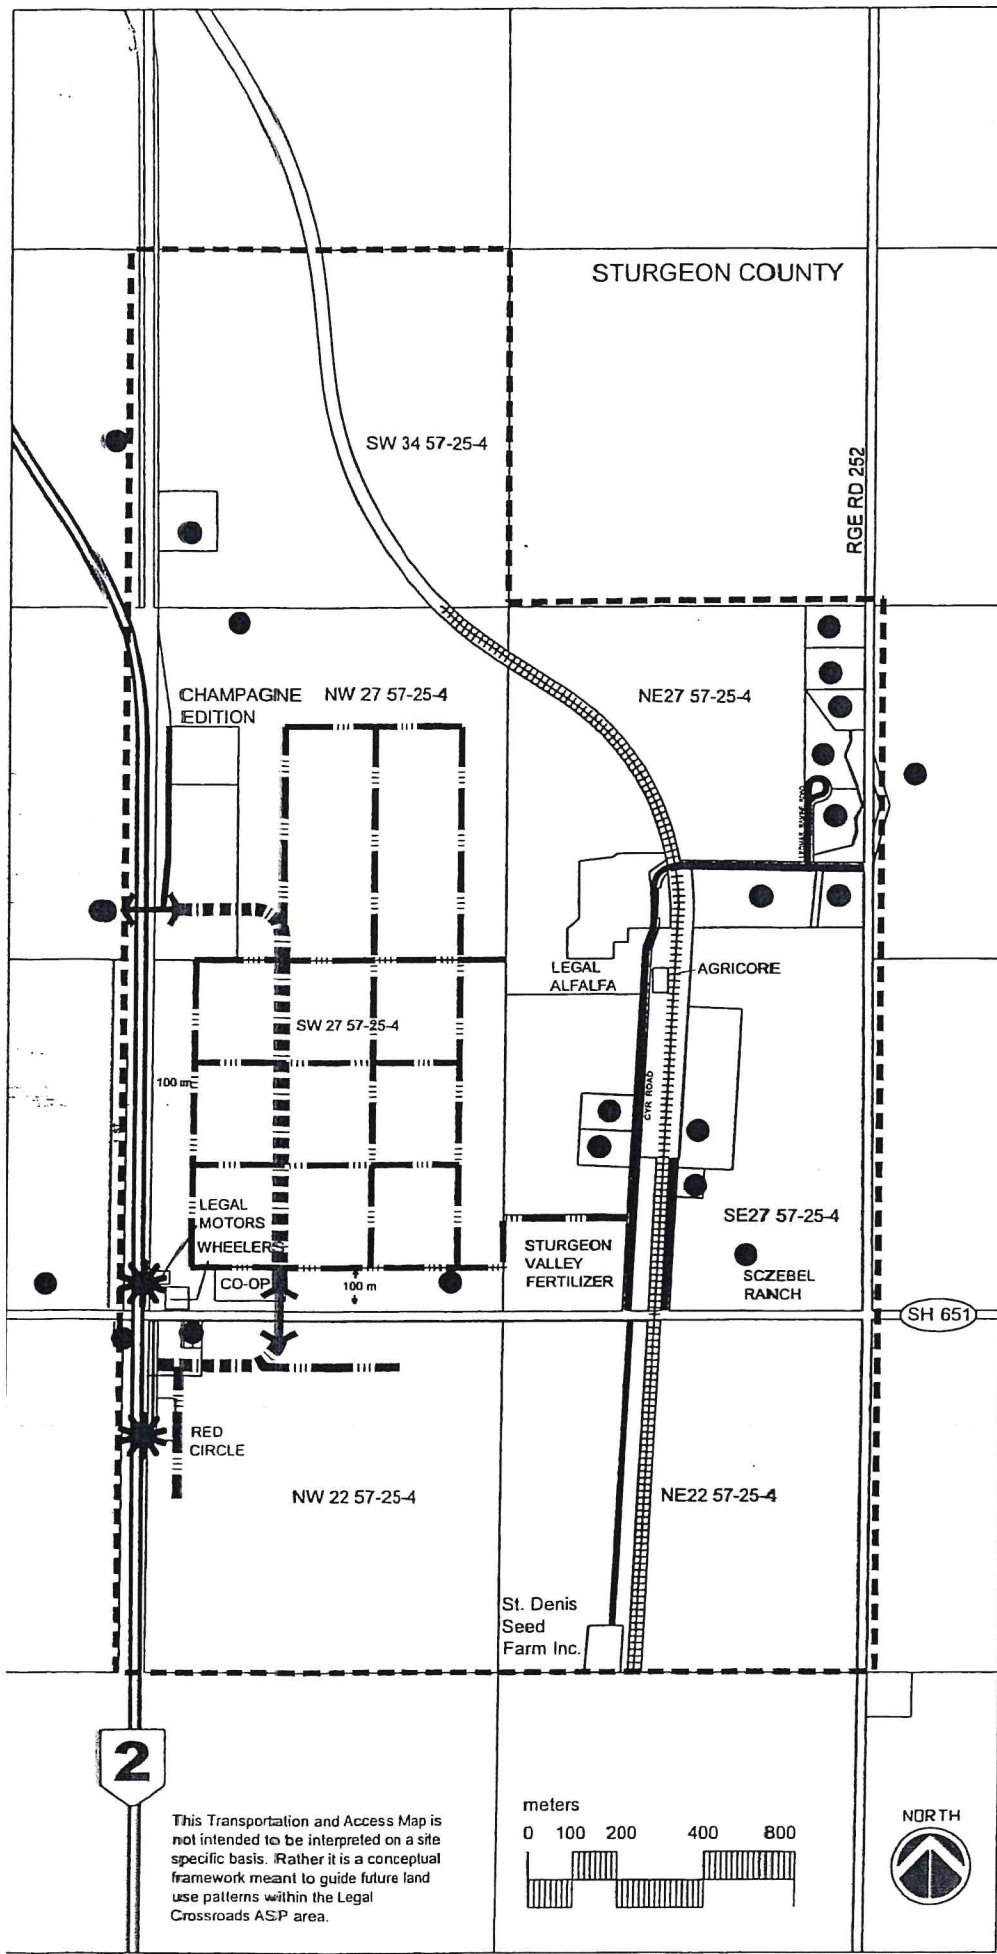 STURGEON COUNTY
SW 34 57-25-4
RGE RD 252
CHAMPAGINE
EDITION
NW 27 57-25-4
NE27 57-25-4
LEGAL
ALFALFA
AGRICORE
SW 27 57-25-4
100 m
CYR ROAD
LEGAL
MOTORS
WHEELERS
CO-OP
100 m
STURGEON
VALLEY
FERTILIZER
SE27 57-25-4
SCZEBEL
RANCH
SH 651
RED
CIRCLE
NW 22 57-25-4
NE22 57-25-4
St. Denis
Seed
Farm Inc.
2
This Transportation and Access Map is
not intended to be interpreted on a site
specific basis. Rather it is a conceptual
framework meant to guide future land
use patterns within the Legal
Crossroads ASP area.
meters
0 100 200 400 800
NORTH